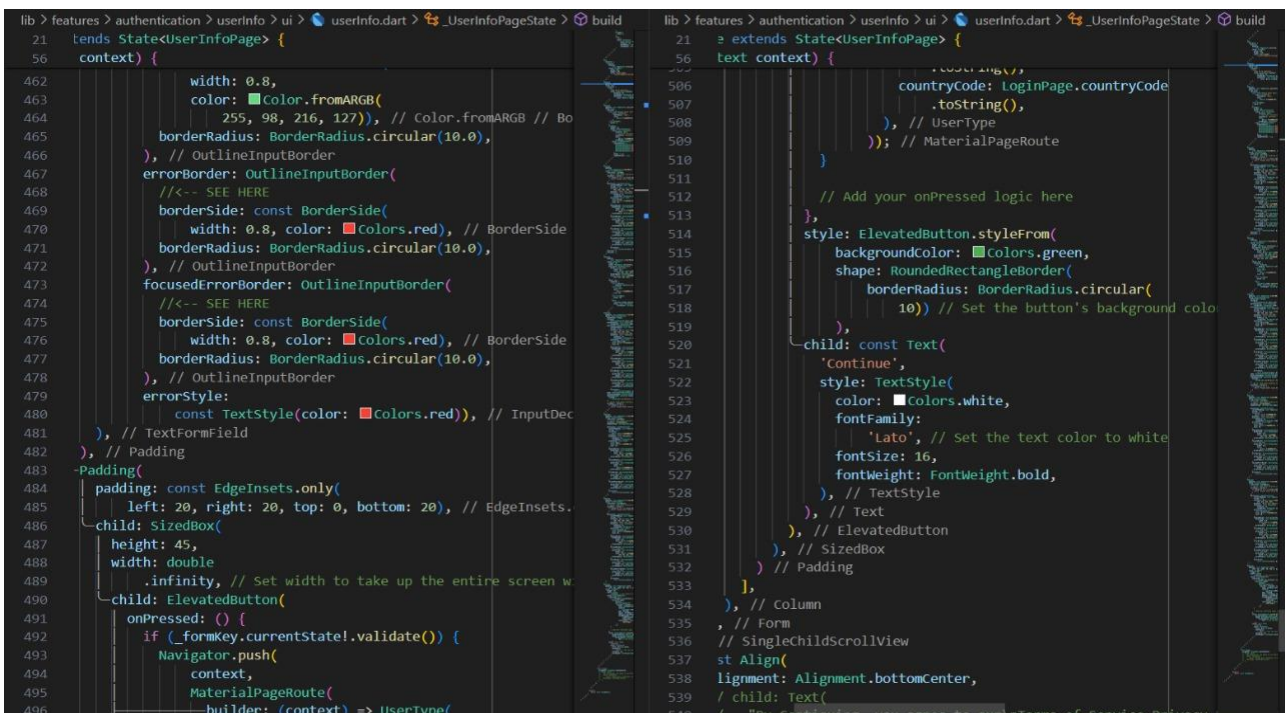 lib > features > authentication > userInfo > ui > userInfo.dart > _UserInfoPageState > build
21 tends State<UserInfoPage> {
56 context) {
462 width: 0.8,
463 color: Color.fromARGB(
464 255, 98, 216, 127)), // Color.fromARGB // Bo
465 borderRadius: BorderRadius.circular(10.0),
466 ), // OutlineInputBorder
467 errorBorder: OutlineInputBorder(
468 //<-- SEE HERE
469 borderSide: const BorderSide(
470 width: 0.8, color: Colors.red), // BorderSide
471 borderRadius: BorderRadius.circular(10.0),
472 ), // OutlineInputBorder
473 focusedErrorBorder: OutlineInputBorder(
474 //<-- SEE HERE
475 borderSide: const BorderSide(
476 width: 0.8, color: Colors.red), // BorderSide
477 borderRadius: BorderRadius.circular(10.0),
478 ), // OutlineInputBorder
479 errorStyle:
480 const TextStyle(color: Colors.red)), // InputDec
481 ), // TextFormField
482 ), // Padding
483 Padding(
484 padding: const EdgeInsets.only(
485 left: 20, right: 20, top: 0, bottom: 20), // EdgeInsets.
486 child: SizedBox(
487 height: 45,
488 width: double
489 .infinity, // Set width to take up the entire screen w
490 child: ElevatedButton(
491 onPressed: () {
492 if (_formKey.currentState!.validate()) {
493 Navigator.push(
494 context,
495 MaterialPageRoute(
496 builder: (context) => UserType(
lib > features > authentication > userInfo > ui > userInfo.dart > _UserInfoPageState > build
21 e extends State<UserInfoPage> {
56 text context) {
505 .toString(),
506 countryCode: LoginPage.countryCode
507 .toString(),
508 ), // UserType
509 )); // MaterialPageRoute
510 }
511
512 // Add your onPressed logic here
513 },
514 style: ElevatedButton.styleFrom(
515 backgroundColor: Colors.green,
516 shape: RoundedRectangleBorder(
517 borderRadius: BorderRadius.circular(
518 10)) // Set the button's background colo
519 ),
520 child: const Text(
521 'Continue',
522 style: TextStyle(
523 color: Colors.white,
524 fontFamily:
525 'Lato', // Set the text color to white
526 fontSize: 16,
527 fontWeight: FontWeight.bold,
528 ), // TextStyle
529 ), // Text
530 ), // ElevatedButton
531 ), // SizedBox
532 ) // Padding
533 ],
534 ), // Column
535 , // Form
536 // SingleChildScrollView
537 st Align(
538 lignment: Alignment.bottomCenter,
539 / child: Text(